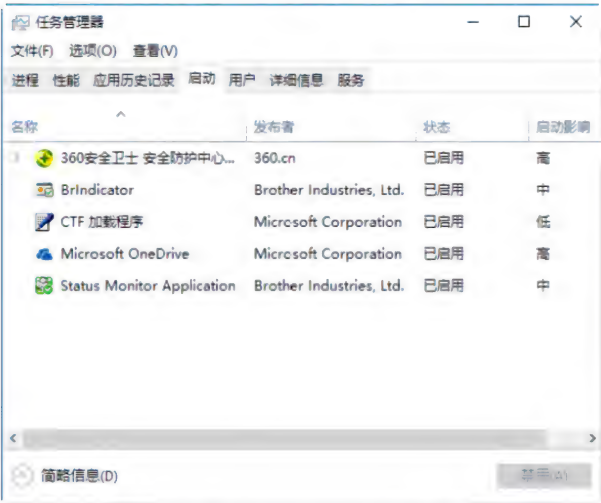 任务管理器
文件(F) 选项(O) 查看(V)
进程 性能 应用历史记录 启动 用户 详细信息 服务
名称 发布者 状态 启动影响
360安全卫士 安全防护中心... 360.cn 已启用 高
BrIndicator Brother Industries, Ltd. 已启用 中
CTF 加载程序 Microsoft Corporation 已启用 低
Microsoft OneDrive Microsoft Corporation 已启用 高
Status Monitor Application Brother Industries, Ltd. 已启用 中
简略信息(D) 禁用(A)